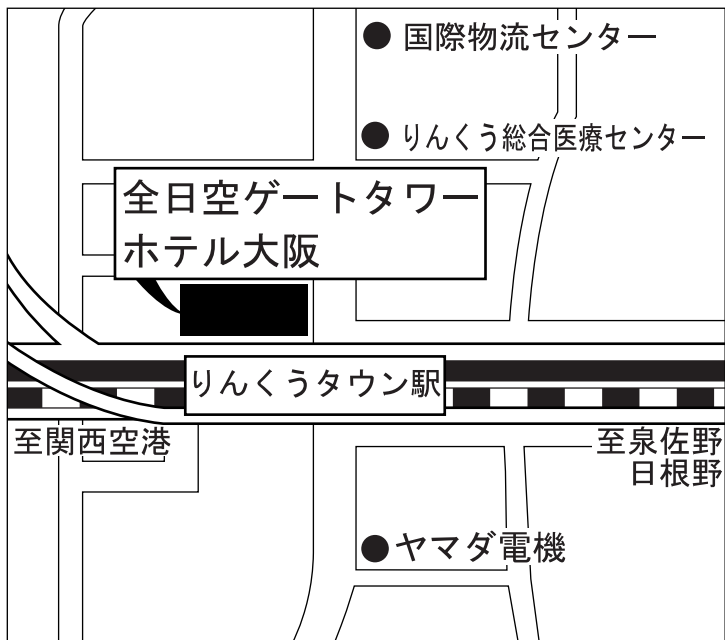 国際物流センター
りんくう総合医療センター
全日空ゲートタワー
ホテル大阪
りんくうタウン駅
至関西空港
至泉佐野
日根野
ヤマダ電機